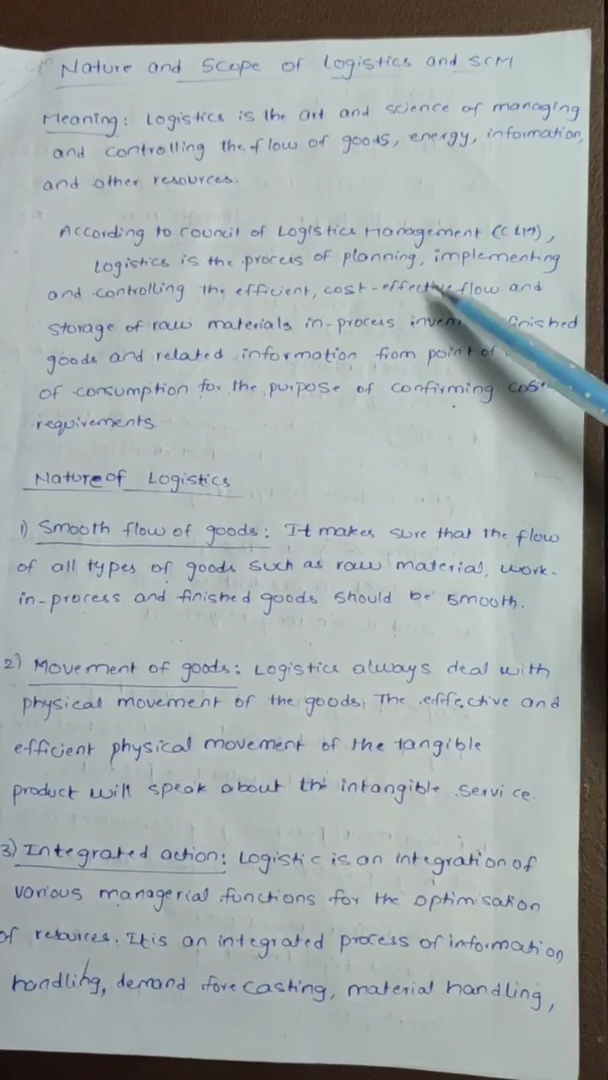 Nature and Scope of Logistics and SCM
Meaning: Logistics is the art and science of managing
and controlling the flow of goods, energy, information,
and other resources.
According to council of Logistics Management (CLM),
Logistics is the process of planning, implementing
and controlling the efficient, cost-effective flow and
storage of raw materials in-process inven finished
goods and related information from point of
of consumption for the purpose of confirming cost
requirements.
Nature of Logistics
1) Smooth flow of goods: It makes sure that the flow
of all types of goods such as raw material, work-
in-process and finished goods should be smooth.
2) Movement of goods: Logistics always deal with
physical movement of the goods. The effective and
efficient physical movement of the tangible
product will speak about the intangible service.
3) Integrated action: Logistic is an integration of
various managerial functions for the optimisation
of resources. It is an integrated process of information
handling, demand forecasting, material handling,